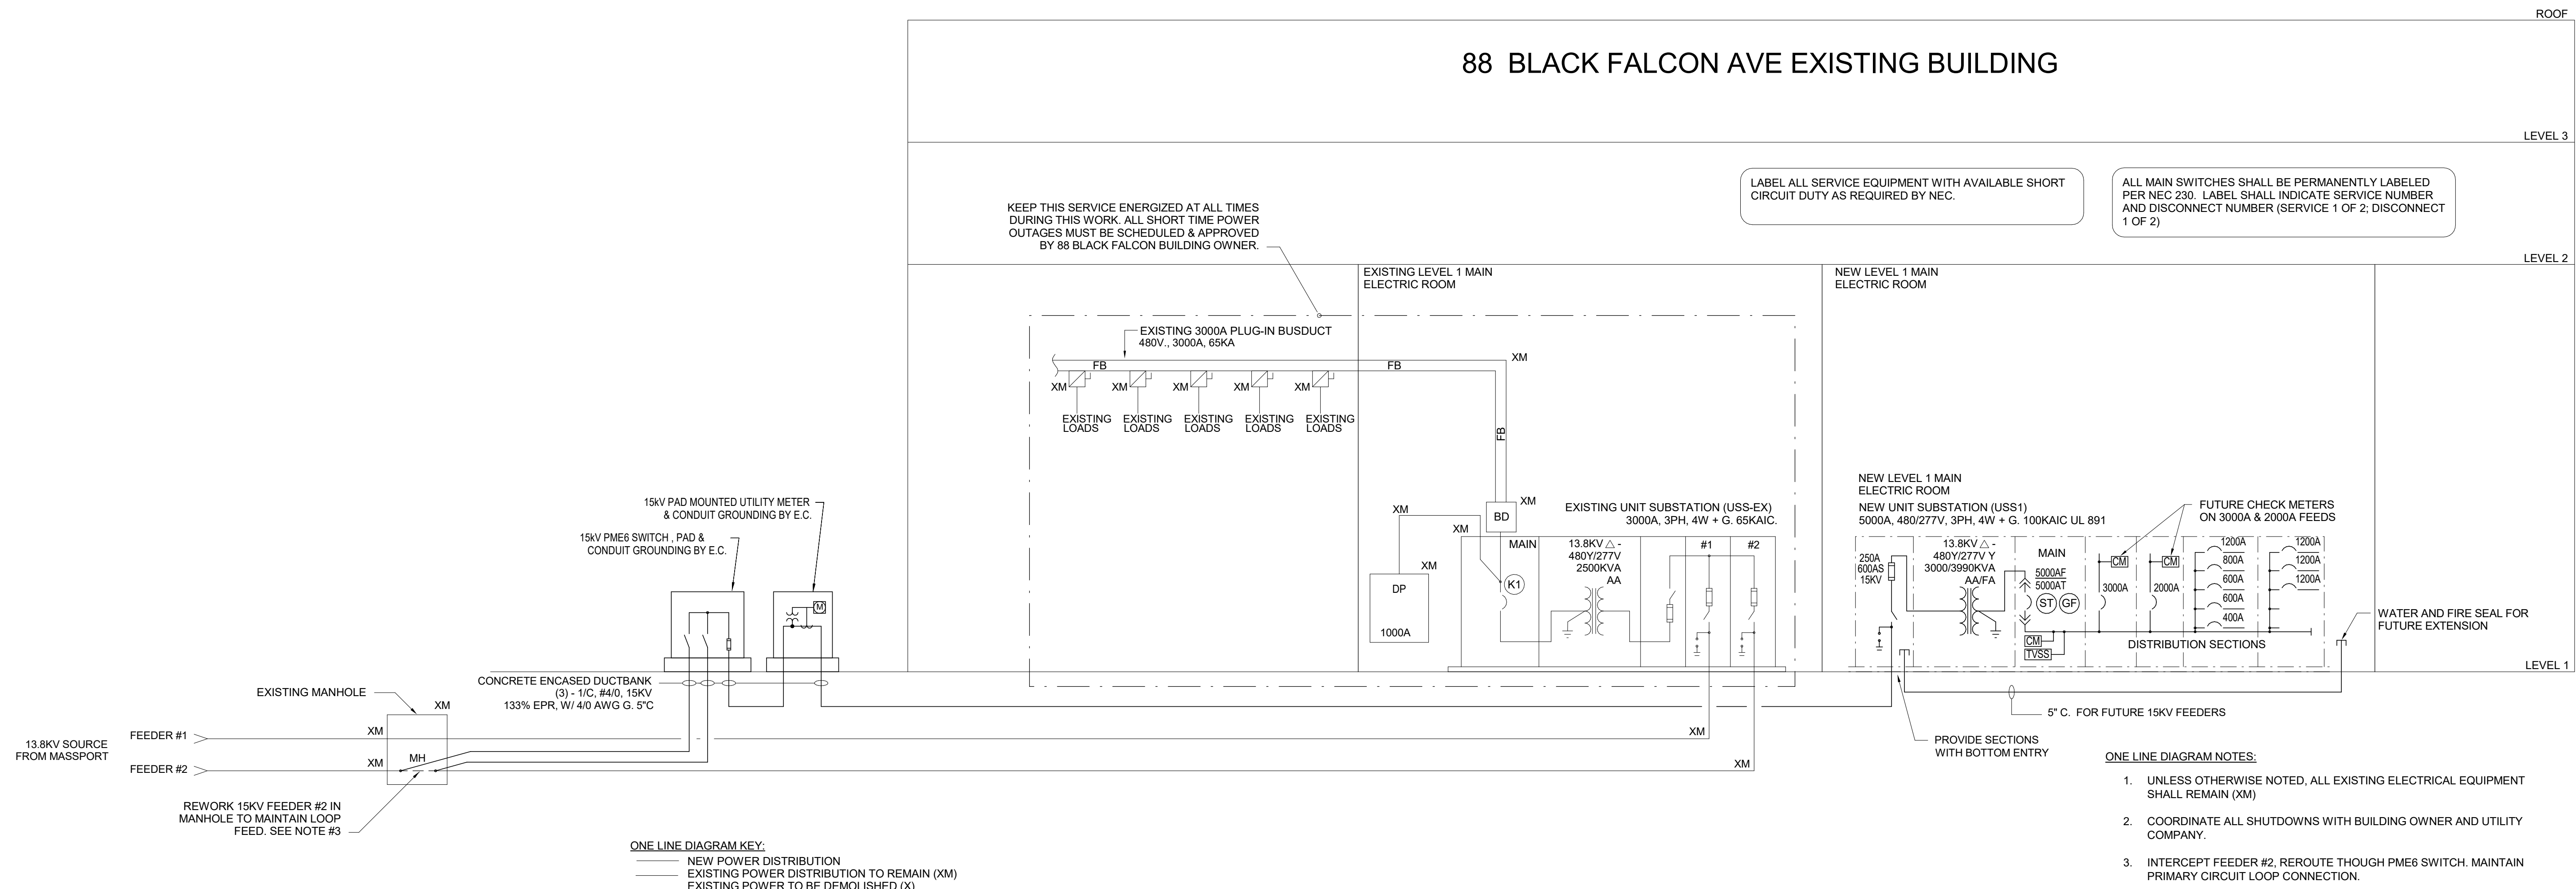 ROOF
88 BLACK FALCON AVE EXISTING BUILDING
LEVEL 3
LABEL ALL SERVICE EQUIPMENT WITH AVAILABLE SHORT
CIRCUIT DUTY AS REQUIRED BY NEC.
ALL MAIN SWITCHES SHALL BE PERMANENTLY LABELED
PER NEC 230. LABEL SHALL INDICATE SERVICE NUMBER
AND DISCONNECT NUMBER (SERVICE 1 OF 2; DISCONNECT
1 OF 2)
KEEP THIS SERVICE ENERGIZED AT ALL TIMES
DURING THIS WORK. ALL SHORT TIME POWER
OUTAGES MUST BE SCHEDULED & APPROVED
BY 88 BLACK FALCON BUILDING OWNER.
LEVEL 2
EXISTING LEVEL 1 MAIN
ELECTRIC ROOM
NEW LEVEL 1 MAIN
ELECTRIC ROOM
EXISTING 3000A PLUG-IN BUSDUCT
480V., 3000A, 65KA
XM
FB
FB
XM
XM
XM
XM
XM
EXISTING
LOADS
EXISTING
LOADS
EXISTING
LOADS
EXISTING
LOADS
EXISTING
LOADS
FB
15kV PAD MOUNTED UTILITY METER
& CONDUIT GROUNDING BY E.C.
15kV PME6 SWITCH , PAD &
CONDUIT GROUNDING BY E.C.
M
XM
XM
XM
BD
XM
DP
1000A
EXISTING UNIT SUBSTATION (USS-EX)
3000A, 3PH, 4W + G. 65KAIC.
MAIN
K1
13.8KV △ -
480Y/277V
2500KVA
AA
#1
#2
NEW LEVEL 1 MAIN
ELECTRIC ROOM
NEW UNIT SUBSTATION (USS1)
5000A, 480/277V, 3PH, 4W + G. 100KAIC UL 891
FUTURE CHECK METERS
ON 3000A & 2000A FEEDS
250A
600AS
15KV
13.8KV △ -
480Y/277V Y
3000/3990KVA
AA/FA
MAIN
5000AF
5000AT
ST
GF
CM
TVSS
CM
3000A
CM
2000A
1200A
800A
600A
600A
400A
1200A
1200A
1200A
DISTRIBUTION SECTIONS
WATER AND FIRE SEAL FOR
FUTURE EXTENSION
LEVEL 1
CONCRETE ENCASED DUCTBANK
(3) - 1/C, #4/0, 15KV
133% EPR, W/ 4/0 AWG G. 5"C
EXISTING MANHOLE
XM
5" C. FOR FUTURE 15KV FEEDERS
PROVIDE SECTIONS
WITH BOTTOM ENTRY
13.8KV SOURCE
FROM MASSPORT
FEEDER #1
XM
XM
FEEDER #2
XM
MH
XM
REWORK 15KV FEEDER #2 IN
MANHOLE TO MAINTAIN LOOP
FEED. SEE NOTE #3
ONE LINE DIAGRAM KEY:
NEW POWER DISTRIBUTION
EXISTING POWER DISTRIBUTION TO REMAIN (XM)
EXISTING POWER TO BE DEMOLISHED (X)
ONE LINE DIAGRAM NOTES:
1. UNLESS OTHERWISE NOTED, ALL EXISTING ELECTRICAL EQUIPMENT
SHALL REMAIN (XM)
2. COORDINATE ALL SHUTDOWNS WITH BUILDING OWNER AND UTILITY
COMPANY.
3. INTERCEPT FEEDER #2, REROUTE THOUGH PME6 SWITCH. MAINTAIN
PRIMARY CIRCUIT LOOP CONNECTION.